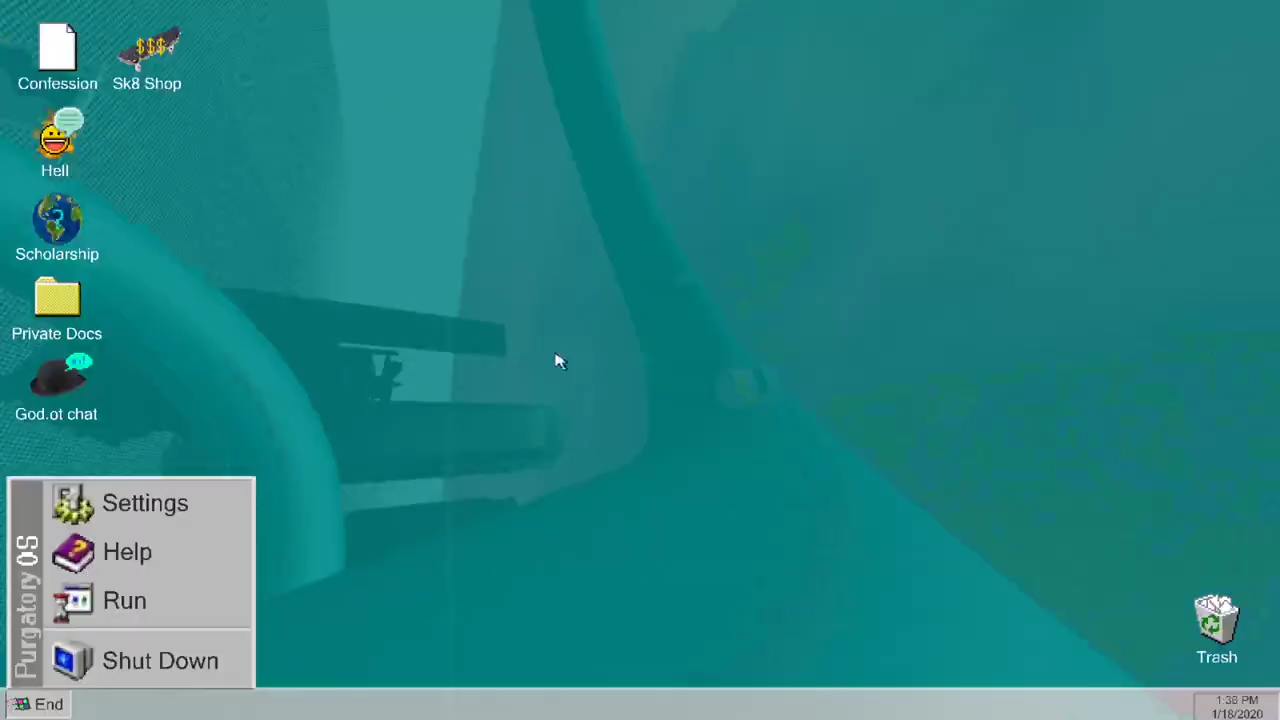 Confession
Sk8 Shop
$$$
Hell
Scholarship
Private Docs
God.ot chat
Purgatory OS
Settings
Help
Run
Shut Down
Trash
End
1:38 PM
1/18/2020